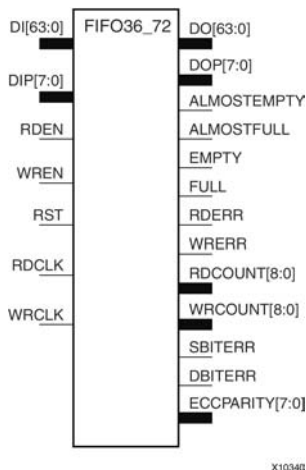 FIFO36_72
DI[63:0]
DIP[7:0]
RDEN
WREN
RST
RDCLK
WRCLK
DO[63:0]
DOP[7:0]
ALMOSTEMPTY
ALMOSTFULL
EMPTY
FULL
RDERR
WRERR
RDCOUNT[8:0]
WRCOUNT[8:0]
SBITERR
DBITERR
ECCPARITY[7:0]
X10340